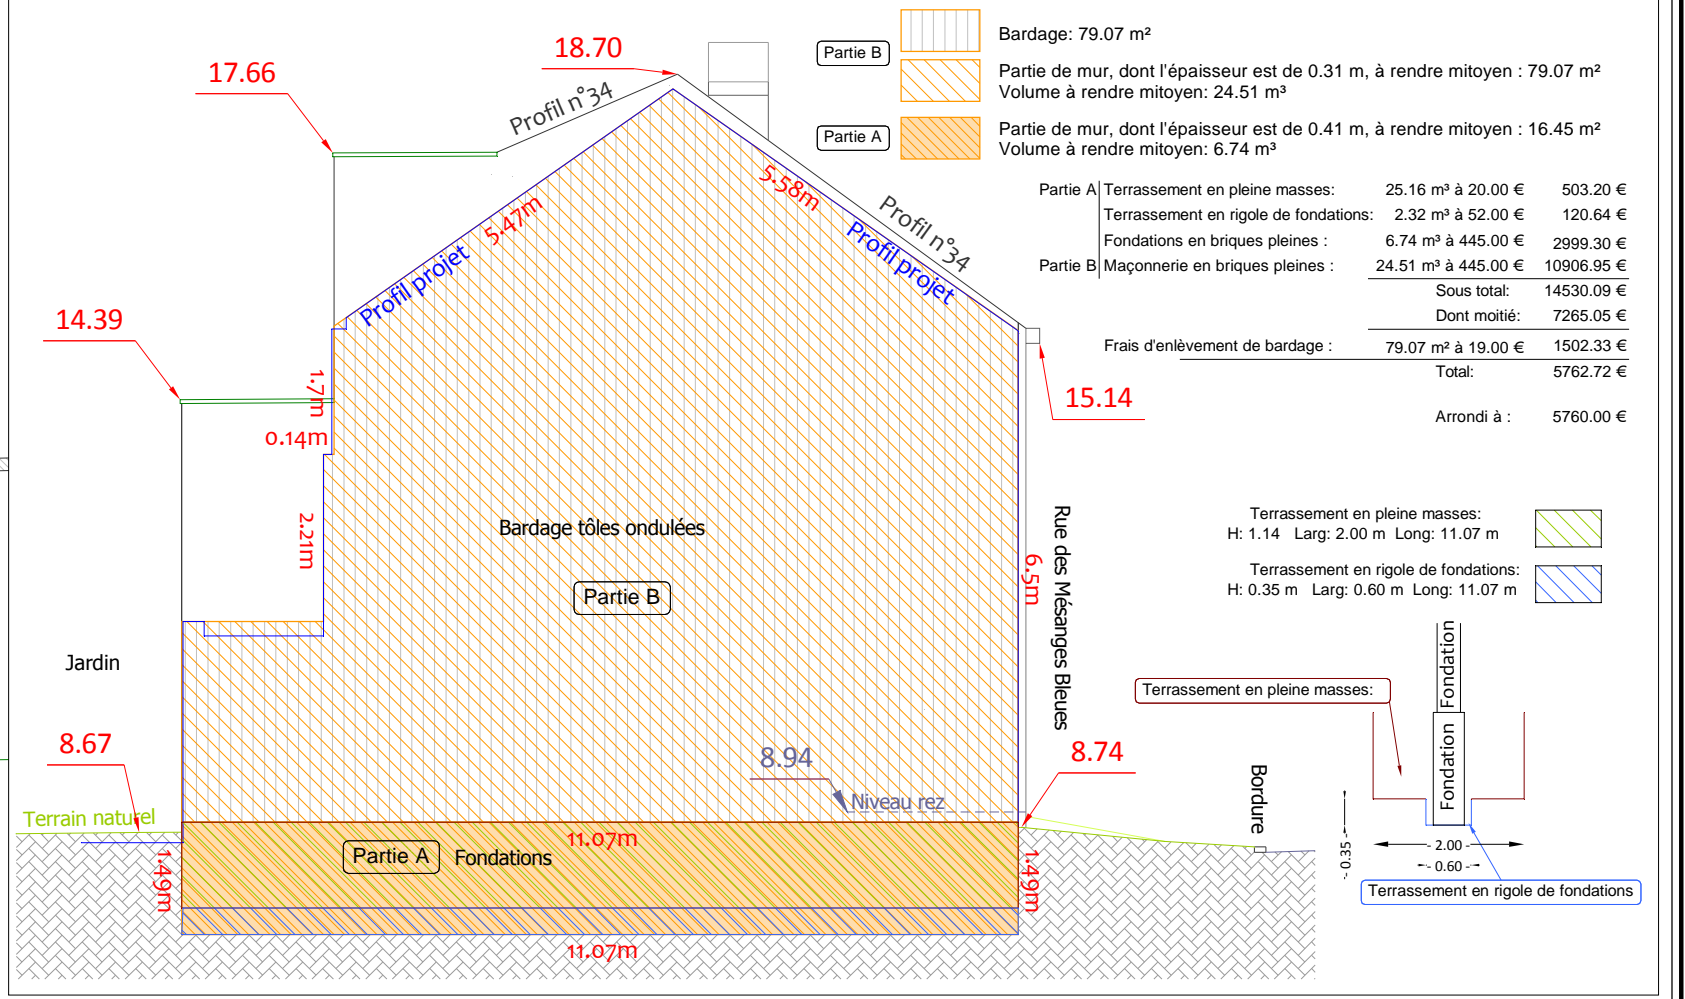 Partie B
Bardage: 79.07 m²
Partie de mur, dont l'épaisseur est de 0.31 m, à rendre mitoyen : 79.07 m²
Volume à rendre mitoyen: 24.51 m³
Partie A
Partie de mur, dont l'épaisseur est de 0.41 m, à rendre mitoyen : 16.45 m²
Volume à rendre mitoyen: 6.74 m³
Partie A Terrassement en pleine masses: 25.16 m³ à 20.00 € 503.20 €
Terrassement en rigole de fondations: 2.32 m³ à 52.00 € 120.64 €
Fondations en briques pleines : 6.74 m³ à 445.00 € 2999.30 €
Partie B Maçonnerie en briques pleines : 24.51 m³ à 445.00 € 10906.95 €
Sous total: 14530.09 €
Dont moitié: 7265.05 €
Frais d'enlèvement de bardage : 79.07 m² à 19.00 € 1502.33 €
Total: 5762.72 €
Arrondi à : 5760.00 €
18.70
17.66
Profil n°34
5.47m
5.58m
Profil n°34
Profil projet
Profil projet
14.39
15.14
1.7m
0.14m
2.21m
Bardage tôles ondulées
Partie B
6.5m
Rue des Mésanges Bleues
Jardin
8.67
8.94
8.74
Niveau rez
Terrain naturel
11.07m
Partie A Fondations
1.49m
1.49m
11.07m
Bordure
Terrassement en pleine masses:
H: 1.14 Larg: 2.00 m Long: 11.07 m
Terrassement en rigole de fondations:
H: 0.35 m Larg: 0.60 m Long: 11.07 m
Fondation
Terrassement en pleine masses:
Fondation
- 0.35 -
- 2.00 -
- 0.60 -
Terrassement en rigole de fondations